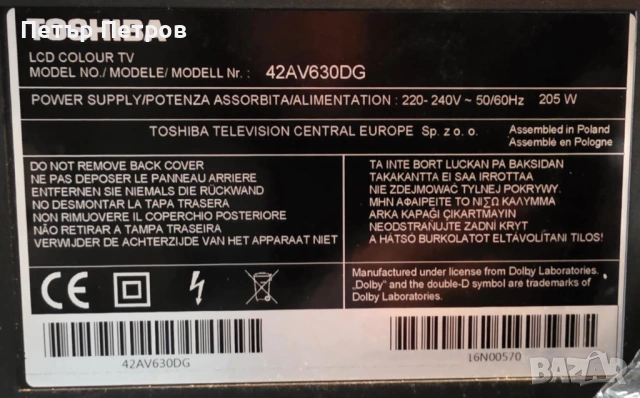 Петър Петров
TOSHIBA
LCD COLOUR TV
MODEL NO./ MODELE/ MODELL Nr. : 42AV630DG
POWER SUPPLY/POTENZA ASSORBITA/ALIMENTATION : 220- 240V ~ 50/60Hz 205 W
TOSHIBA TELEVISION CENTRAL EUROPE Sp. z o. o.
Assembled in Poland
Assemblé en Pologne
DO NOT REMOVE BACK COVER
NE PAS DEPOSER LE PANNEAU ARRIERE
ENTFERNEN SIE NIEMALS DIE RÜCKWAND
NO DESMONTAR LA TAPA TRASERA
NON RIMUOVERE IL COPERCHIO POSTERIORE
NÃO RETIRAR A TAMPA TRASEIRA
VERWIJDER DE ACHTERZIJDE VAN HET APPARAAT NIET
TA INTE BORT LUCKAN PA BAKSIDAN
TAKAKANTTA EI SAA IRROTTAA
NIE ZDEJMOWAĆ TYLNEJ POKRYWY.
ΜΗΝ ΑΦΑΙΡΕΙΤΕ ΤΟ ΝΙΣΩ ΚΑΛΥΜΜΑ
ARKA KAPAĞI ÇIKARTMAYIN
NEODSTRAŇUJTE ZADNÍ KRYT
A HÁTSÓ BURKOLATOT ELTÁVOLÍTANI TILOS!
CE
Manufactured under license from Dolby Laboratories.
„Dolby" and the double-D symbol are trademarks of
Dolby Laboratories.
42AV630DG
16N00570
BAZAR